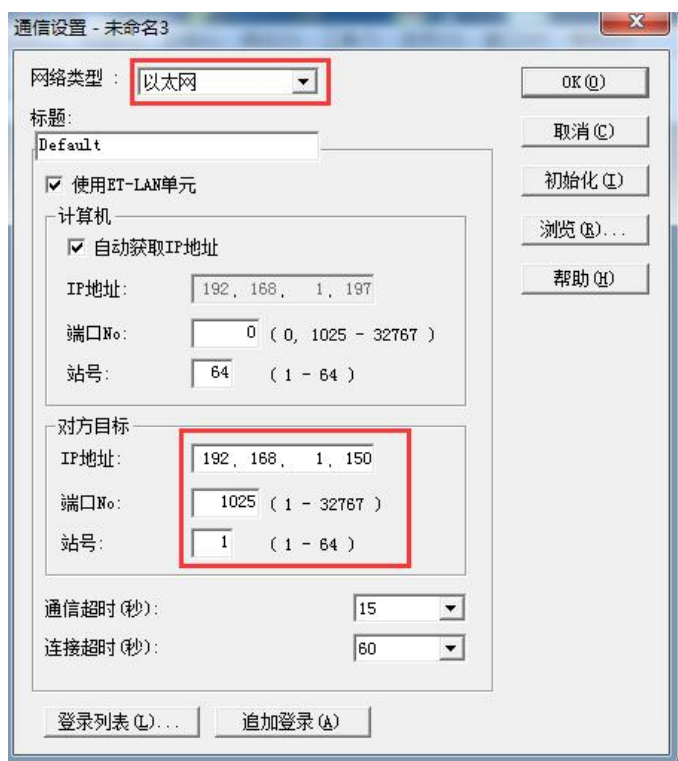 通信设置 - 未命名3
网络类型 : 以太网
OK(O)
标题:
Default
取消(C)
使用ET-LAN单元
初始化(I)
计算机
自动获取IP地址
浏览(R)...
IP地址: 192, 168, 1, 197
帮助(H)
端口No: 0 ( 0, 1025 - 32767 )
站号: 64 ( 1 - 64 )
对方目标
IP地址: 192, 168, 1, 150
端口No: 1025 ( 1 - 32767 )
站号: 1 ( 1 - 64 )
通信超时(秒): 15
连接超时(秒): 60
登录列表(L)... 追加登录(A)